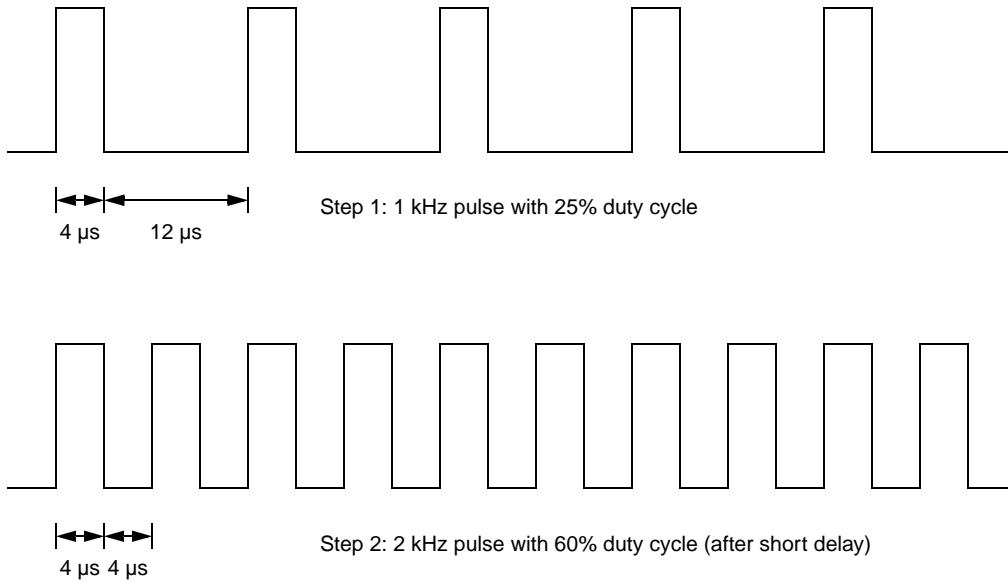 Step 1: 1 kHz pulse with 25% duty cycle
4 µs 12 µs
Step 2: 2 kHz pulse with 60% duty cycle (after short delay)
4 µs 4 µs